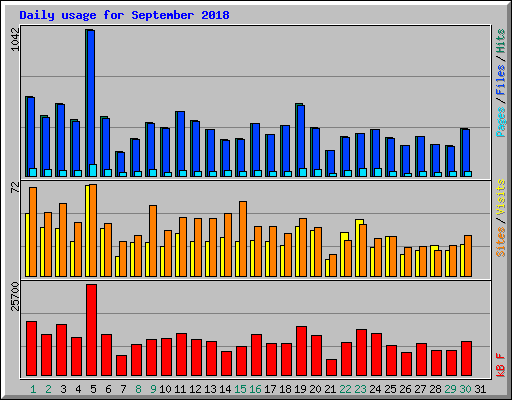 Daily usage for September 2018
1042
72
25700
Pages / Files / Hits
Sites / Visits
kB F
1 2 3 4 5 6 7 8 9 10 11 12 13 14 15 16 17 18 19 20 21 22 23 24 25 26 27 28 29 30 31